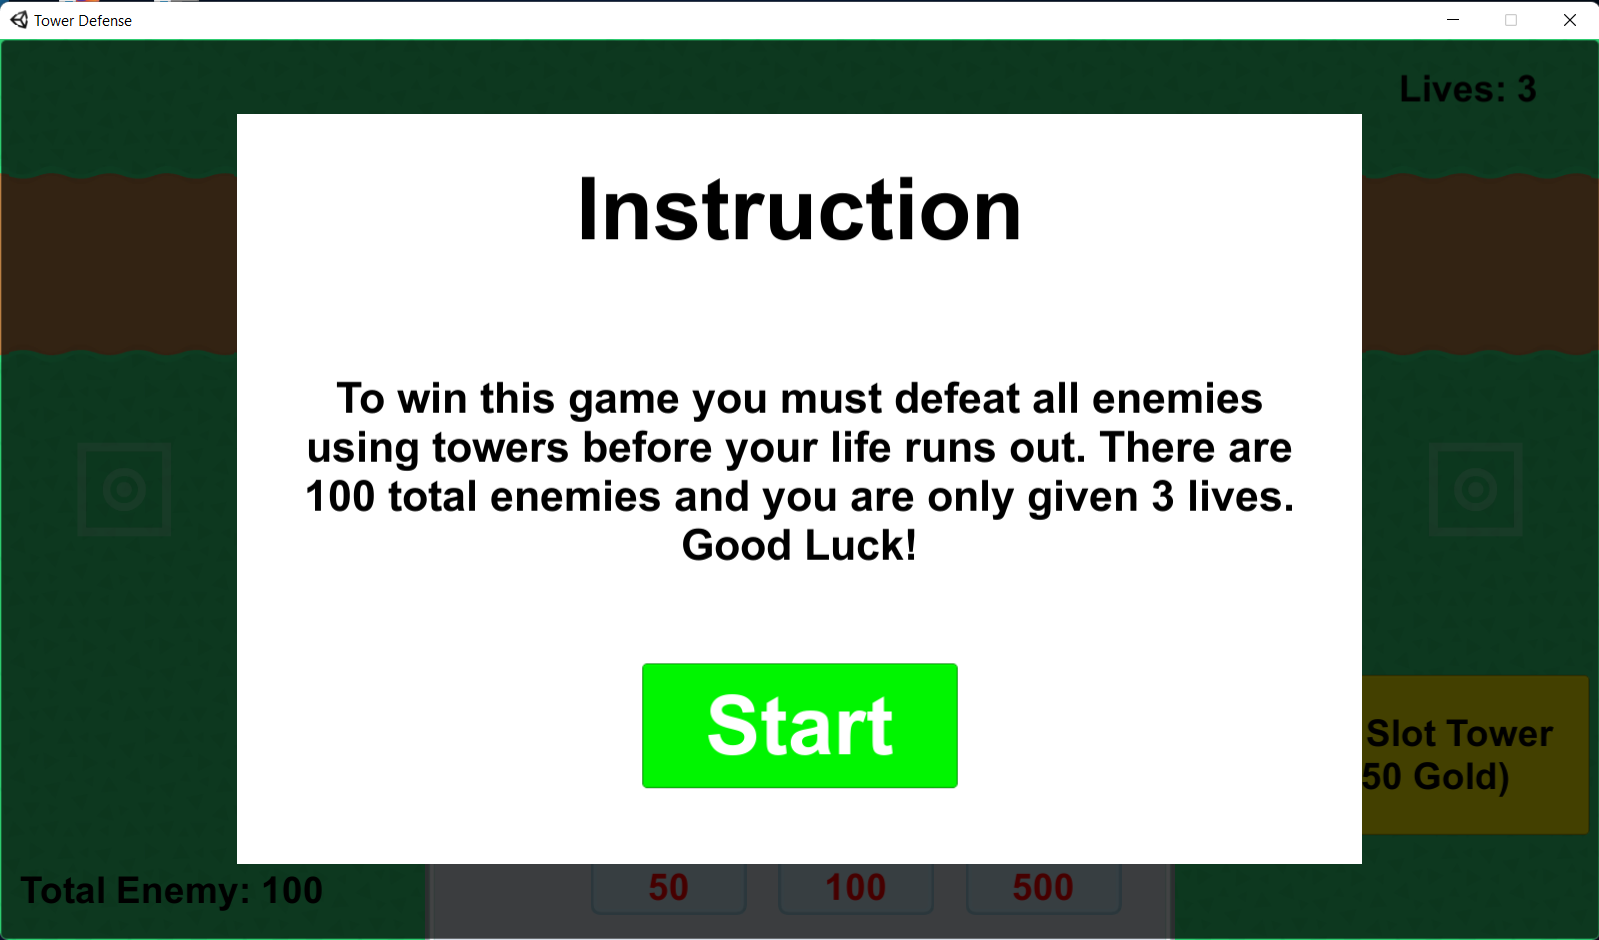 Tower Defense
Lives: 3
Instruction
To win this game you must defeat all enemies
using towers before your life runs out. There are
100 total enemies and you are only given 3 lives.
Good Luck!
Start
Slot Tower
50 Gold)
Total Enemy: 100
50
100
500